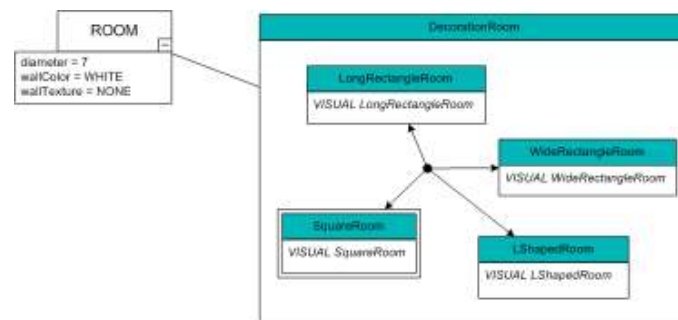 ROOM
diameter = 7
wallColor = WHITE
wallTexture = NONE
DecorationRoom
LongRectangleRoom
VISUAL LongRectangleRoom
WideRectangleRoom
VISUAL WideRectangleRoom
SquareRoom
VISUAL SquareRoom
LShapedRoom
VISUAL LShapedRoom